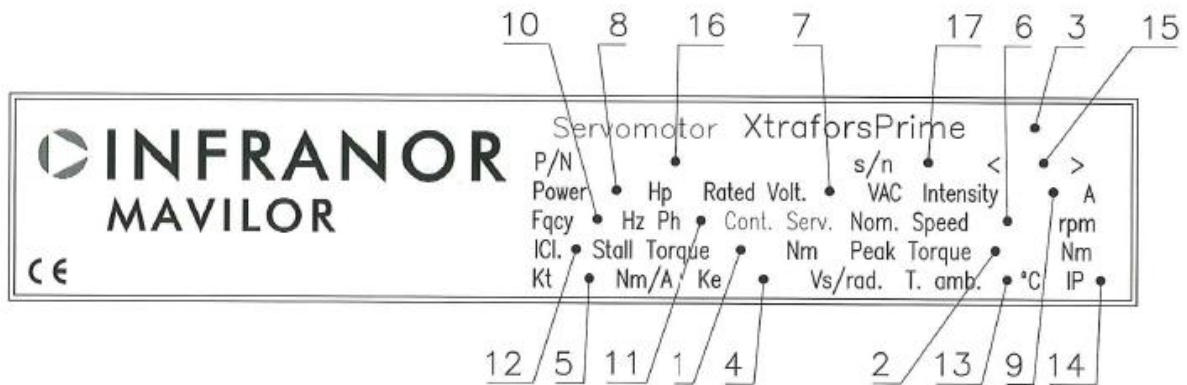 10 8 16 7 17 6 3 15
INFRANOR
MAVILOR
CE
Servomotor XtraforsPrime
P/N s/n < >
Power Hp Rated Volt. VAC Intensity A
Fqcy Hz Ph Cont. Serv. Nom. Speed rpm
ICl. Stall Torque Nm Peak Torque Nm
Kt Nm/A Ke Vs/rad. T. amb. ºC IP
12 5 11 1 4 2 13 9 14